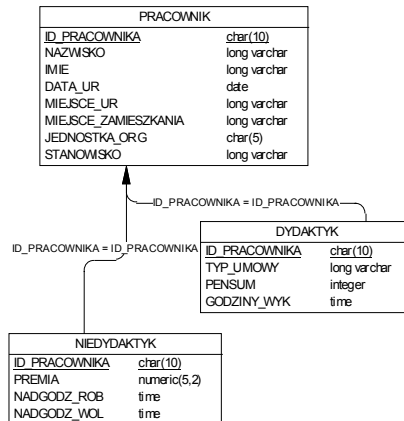 PRACOWNIK
ID_PRACOWNIKA char(10)
NAZWISKO long varchar
IMIE long varchar
DATA_UR date
MIEJSCE_UR long varchar
MIEJSCE_ZAMIESZKANIA long varchar
JEDNOSTKA_ORG char(5)
STANOWISKO long varchar
ID_PRACOWNIKA = ID_PRACOWNIKA
DYDAKTYK
ID_PRACOWNIKA char(10)
TYP_UMOWY long varchar
PENSUM integer
GODZINY_WYK time
ID_PRACOWNIKA = ID_PRACOWNIKA
NIEDYDAKTYK
ID_PRACOWNIKA char(10)
PREMIA numeric(5,2)
NADGODZ_ROB time
NADGODZ_WOL time